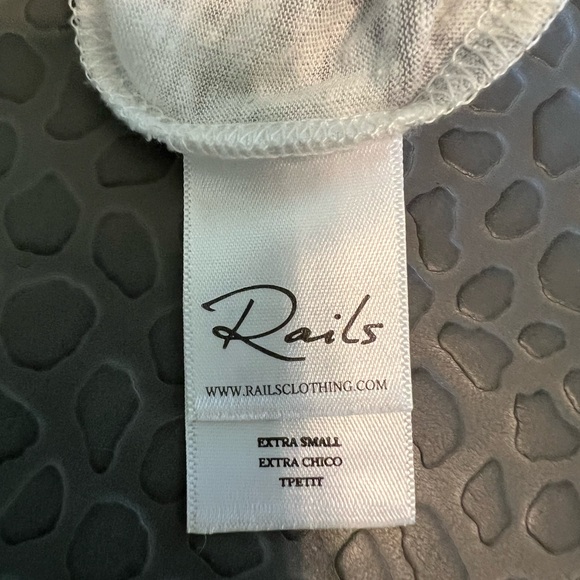 Rails
WWW.RAILSCLOTHING.COM
EXTRA SMALL
EXTRA CHICO
TPETIT